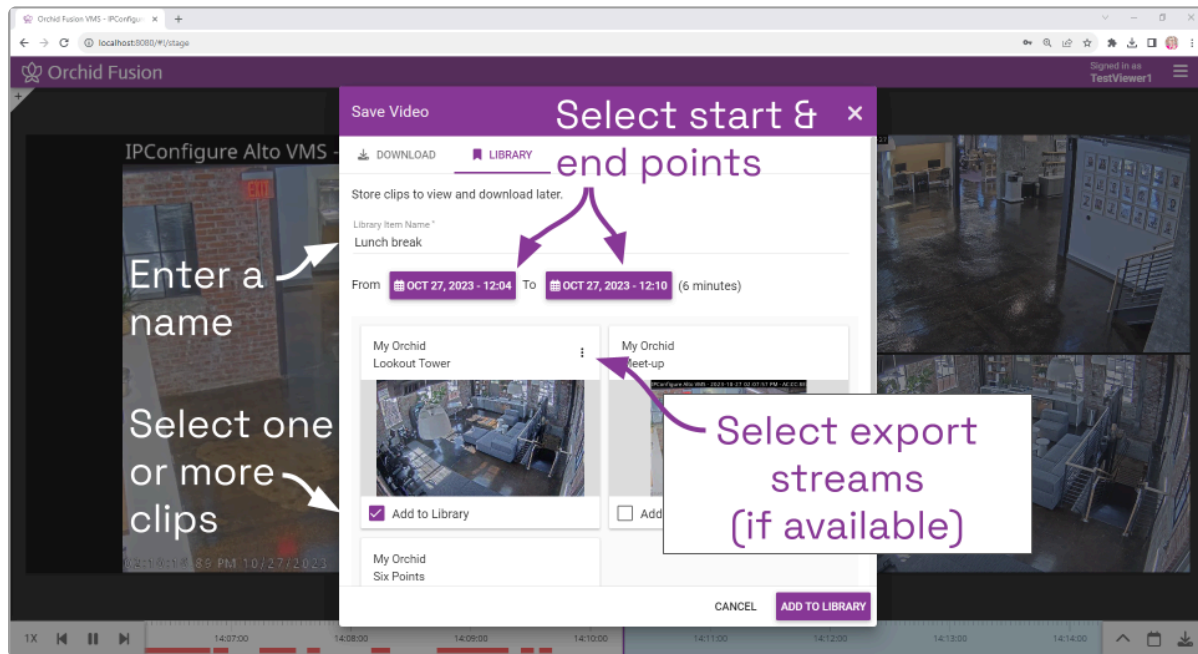 Orchid Fusion VMS - IPConfigur
localhost:8080/#!/stage
Orchid Fusion
Signed in as
TestViewer1
IPConfigure Alto VMS -
Save Video
Select start &
end points
DOWNLOAD
LIBRARY
Store clips to view and download later.
Library Item Name *
Lunch break
Enter a
name
From
OCT 27, 2023 - 12:04
To
OCT 27, 2023 - 12:10
(6 minutes)
My Orchid
Lookout Tower
My Orchid
Meet-up
Select one
or more
clips
Select export
streams
(if available)
Add to Library
Add
My Orchid
Six Points
CANCEL
ADD TO LIBRARY
1X
14:07:00
14:08:00
14:09:00
14:10:00
14:11:00
14:12:00
14:13:00
14:14:00